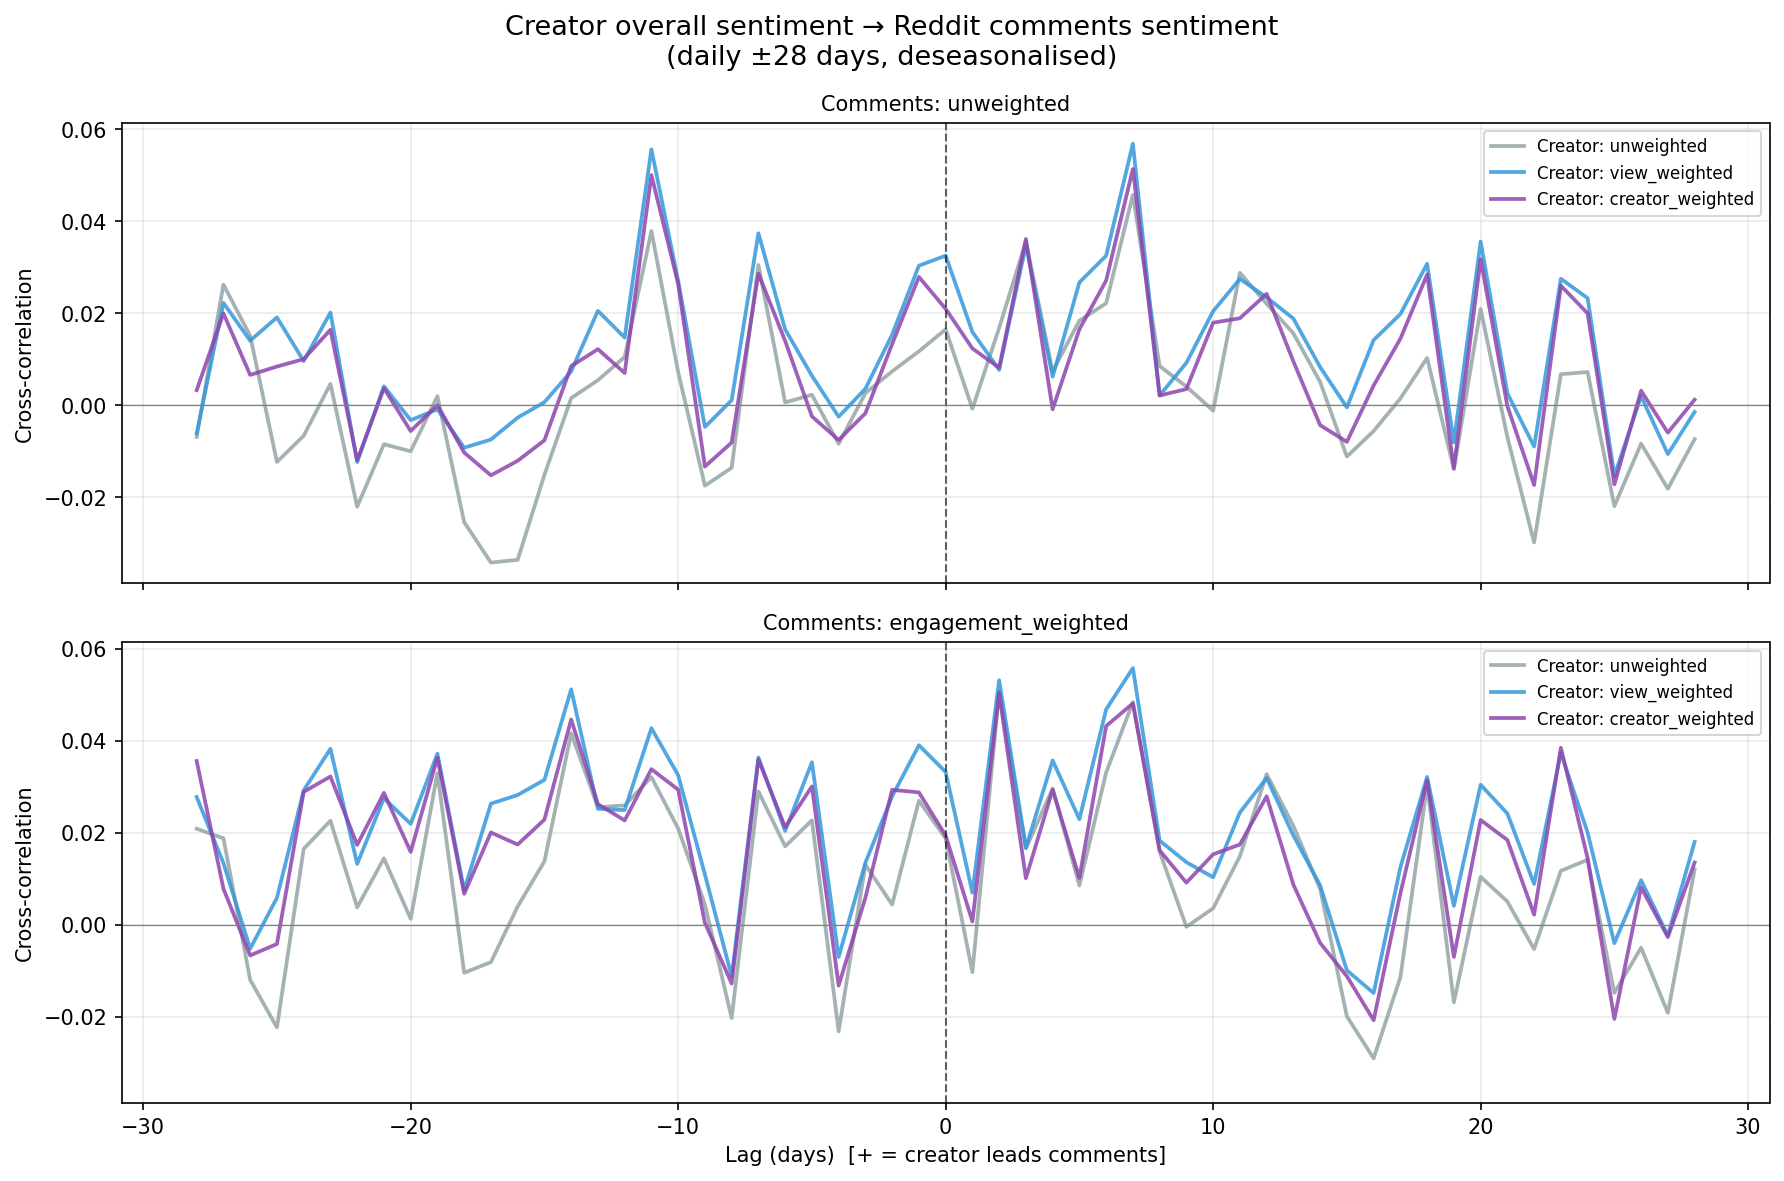 Creator overall sentiment → Reddit comments sentiment
(daily ±28 days, deseasonalised)
Comments: unweighted
Cross-correlation
0.06
0.04
0.02
0.00
−0.02
Creator: unweighted
Creator: view_weighted
Creator: creator_weighted
Comments: engagement_weighted
Cross-correlation
0.06
0.04
0.02
0.00
−0.02
Creator: unweighted
Creator: view_weighted
Creator: creator_weighted
−30 −20 −10 0 10 20 30
Lag (days)  [+ = creator leads comments]